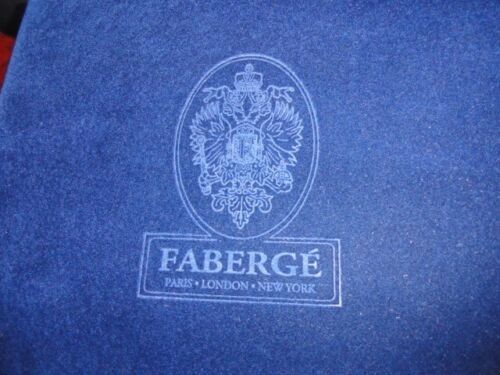 FABERGÉ
PARIS • LONDON • NEW YORK